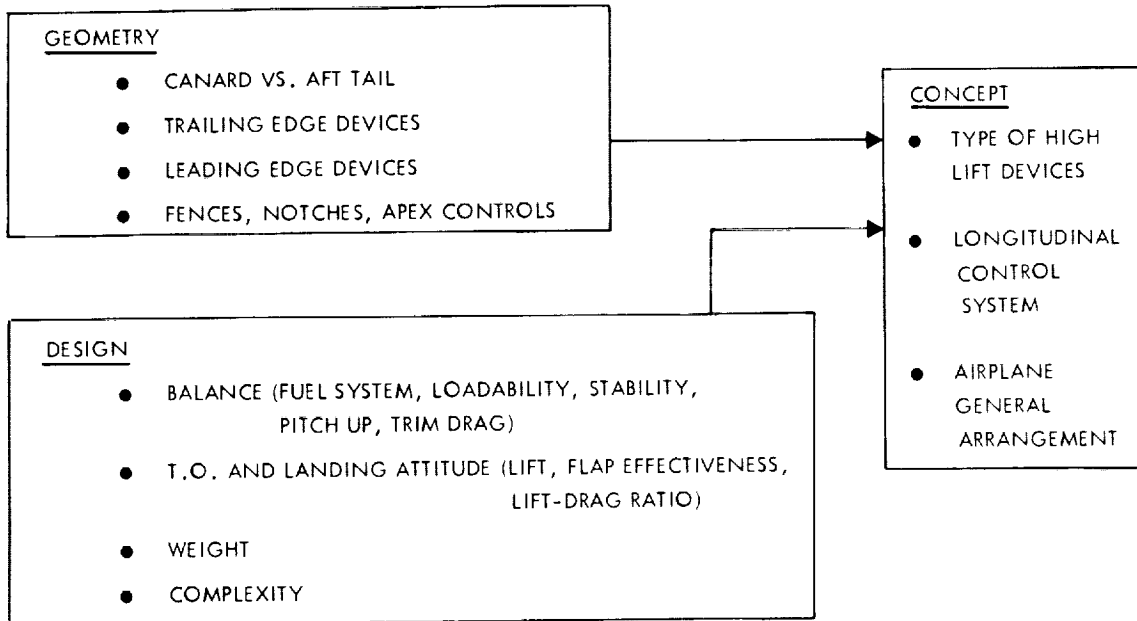 GEOMETRY
● CANARD VS. AFT TAIL
● TRAILING EDGE DEVICES
● LEADING EDGE DEVICES
● FENCES, NOTCHES, APEX CONTROLS
CONCEPT
● TYPE OF HIGH
LIFT DEVICES
● LONGITUDINAL
CONTROL
SYSTEM
● AIRPLANE
GENERAL
ARRANGEMENT
DESIGN
● BALANCE (FUEL SYSTEM, LOADABILITY, STABILITY,
PITCH UP, TRIM DRAG)
● T.O. AND LANDING ATTITUDE (LIFT, FLAP EFFECTIVENESS,
LIFT-DRAG RATIO)
● WEIGHT
● COMPLEXITY